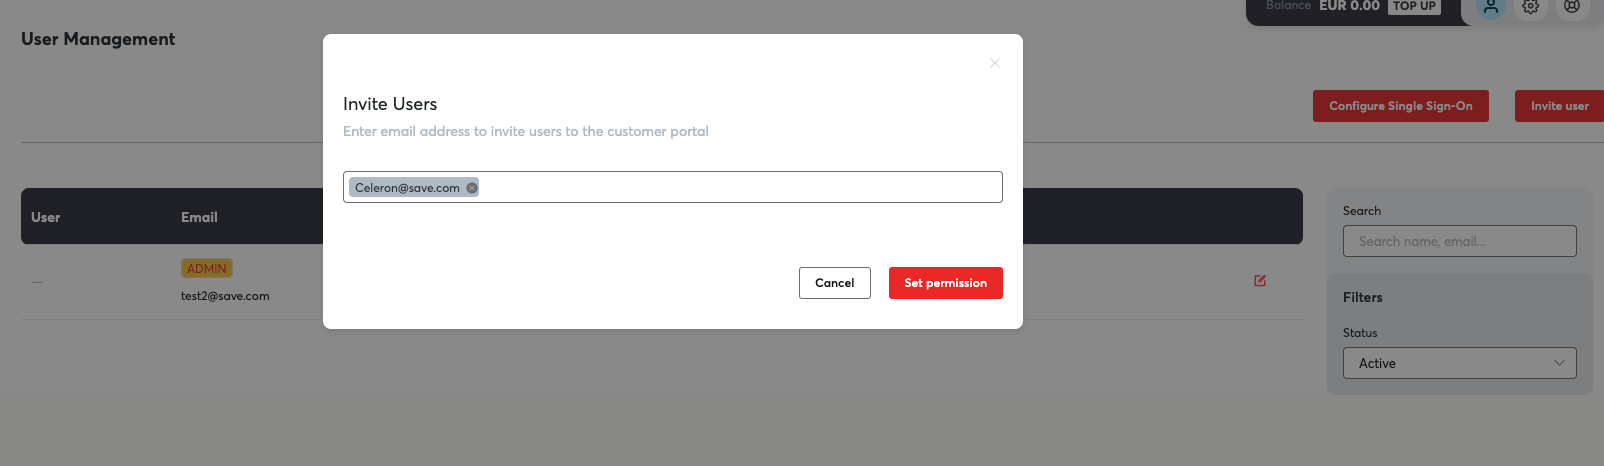 Balance EUR 0.00 TOP UP
User Management
Invite Users
Enter email address to invite users to the customer portal
Configure Single Sign-On Invite user
Celeron@save.com
User Email
Search
Search name, email...
ADMIN
test2@save.com
Cancel Set permission
Filters
Status
Active